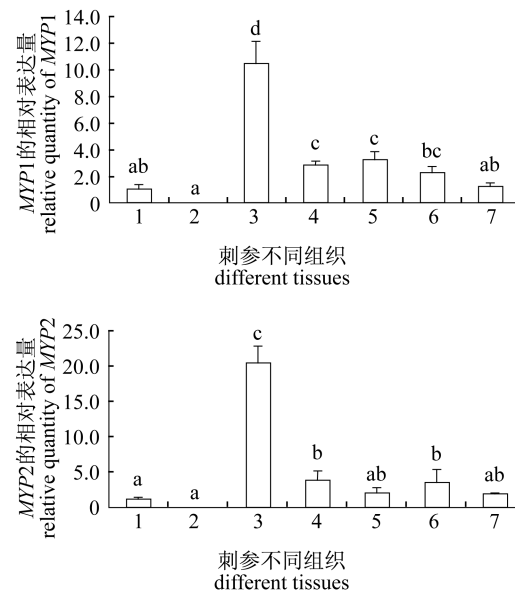 MYP1的相对表达量
relative quantity of MYP1
14.0
12.0
10.0
8.0
6.0
4.0
2.0
0
ab
a
d
c
c
bc
ab
1 2 3 4 5 6 7
刺参不同组织
different tissues
MYP2的相对表达量
relative quantity of MYP2
25.0
20.0
15.0
10.0
5.0
0
a
a
c
b
ab
b
ab
1 2 3 4 5 6 7
刺参不同组织
different tissues